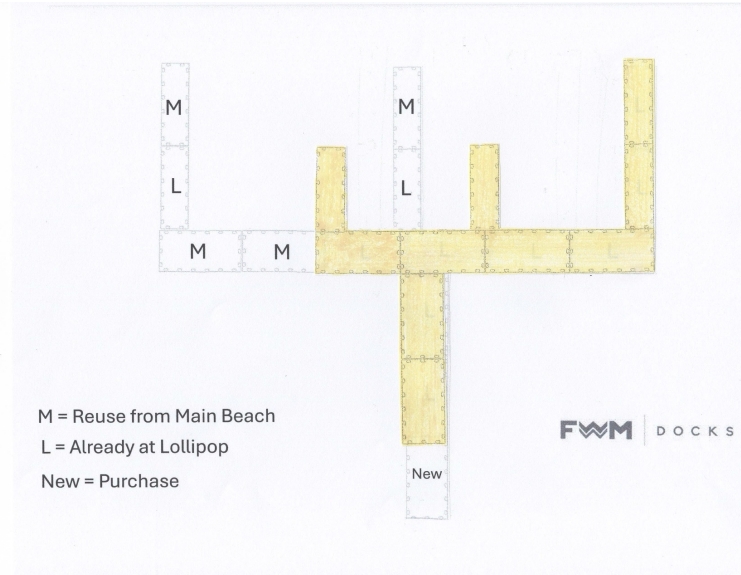 M
M
L
L
L
L
M
M
L
L
L
L
L
L
M = Reuse from Main Beach
L = Already at Lollipop
New = Purchase
FWM DOCKS
New